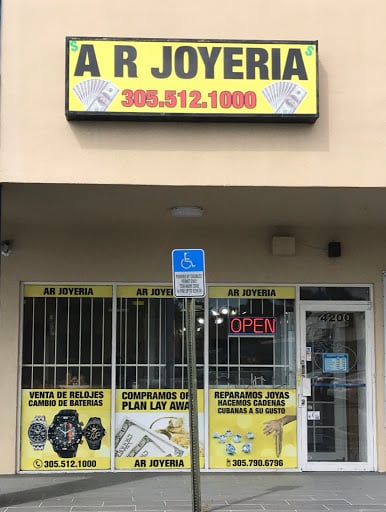 $ A R JOYERIA $
305.512.1000
AR JOYERIA
AR JOYERIA
AR JOYERIA
OPEN
4200
VENTA DE RELOJES
CAMBIO DE BATERIAS
305.512.1000
COMPRAMOS
PLAN LAY AWAY
AR JOYERIA
REPARAMOS JOYAS
HACEMOS CADENAS
CUBANAS A SU GUSTO
305.790.6796